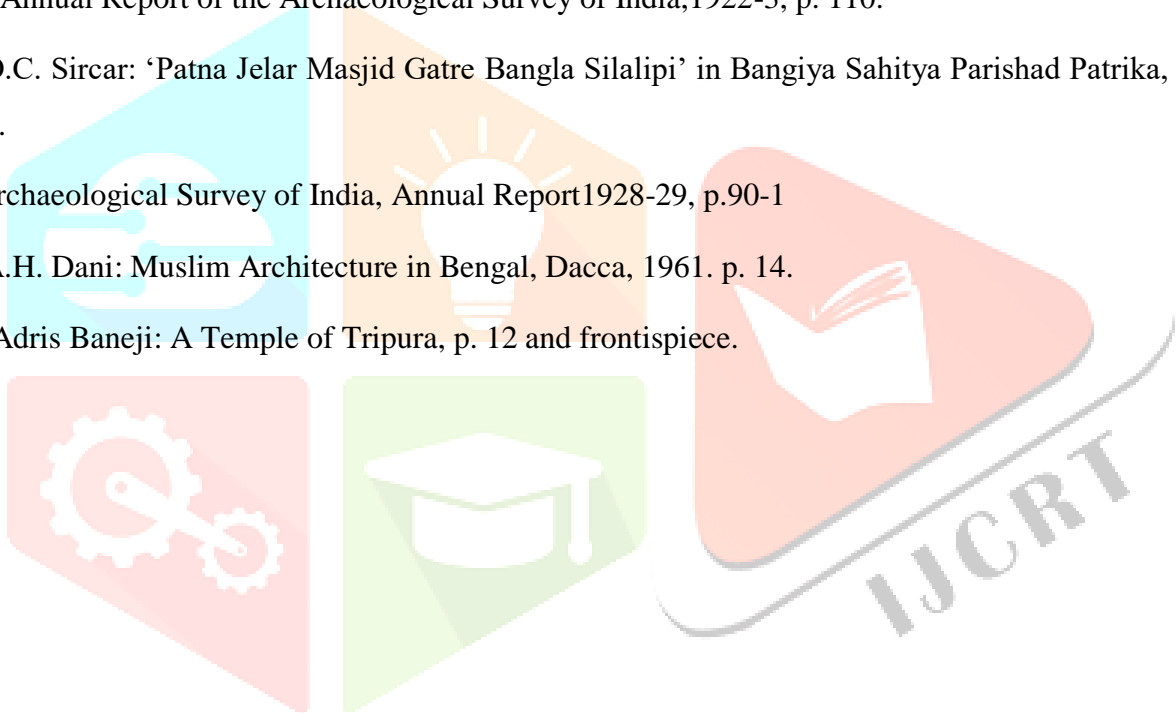 Annual Report of the Archaeological Survey of India,1922-3, p. 110.
D.C. Sircar: ‘Patna Jelar Masjid Gatre Bangla Silalipi’ in Bangiya Sahitya Parishad Patrika,
.
rchaeological Survey of India, Annual Report1928-29, p.90-1
A.H. Dani: Muslim Architecture in Bengal, Dacca, 1961. p. 14.
Adris Baneji: A Temple of Tripura, p. 12 and frontispiece.
IJCRT